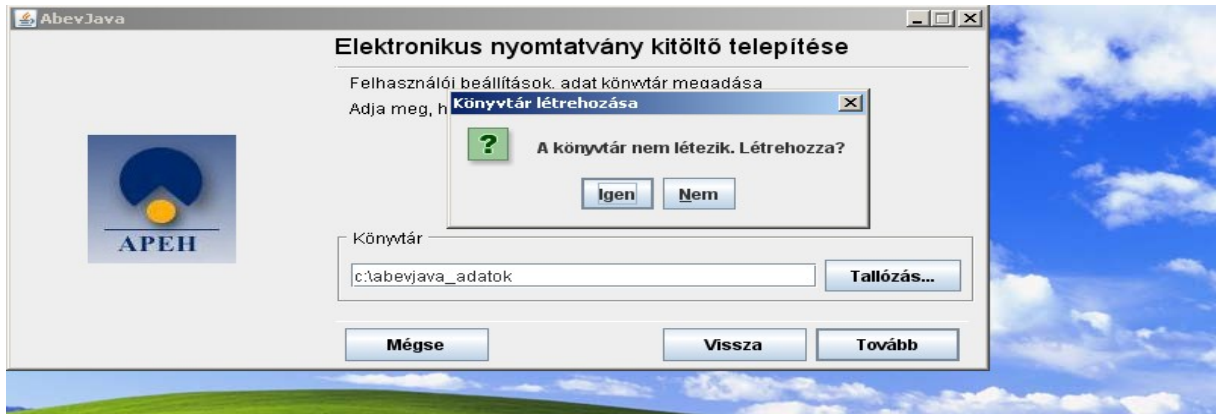 AbevJava
Elektronikus nyomtatvány kitöltő telepítése
Felhasználói beállítások, adat könyvtár megadása
Adja meg, h
Könyvtár létrehozása
?
A könyvtár nem létezik. Létrehozza?
Igen
Nem
APEH
Könyvtár
c:\abevjava_adatok
Tallózás...
Mégse
Vissza
Tovább